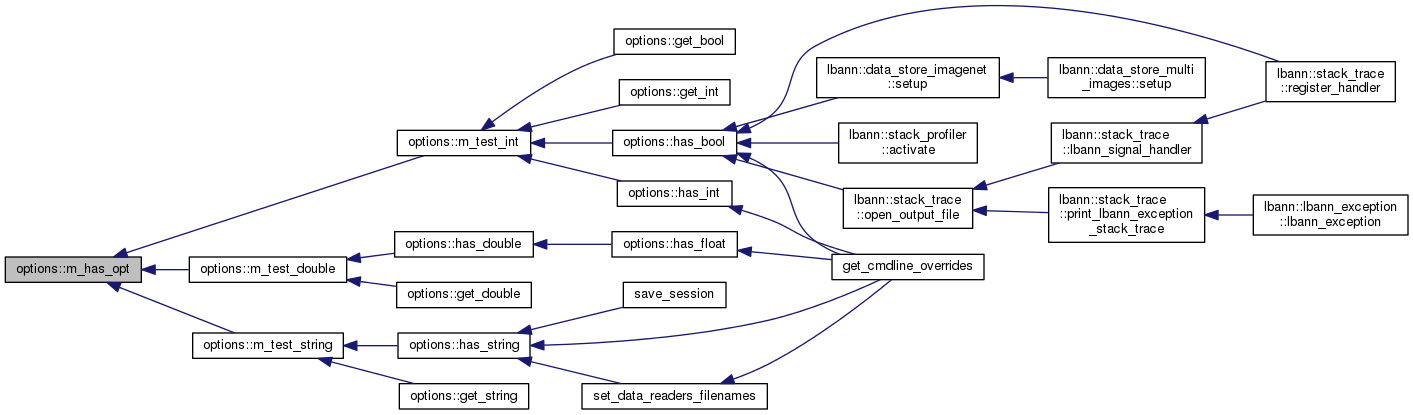 options::m_has_opt
options::m_test_int
options::get_bool
options::get_int
options::has_bool
lbann::data_store_imagenet
::setup
lbann::data_store_multi
_images::setup
lbann::stack_profiler
::activate
lbann::stack_trace
::open_output_file
lbann::stack_trace
::lbann_signal_handler
lbann::stack_trace
::register_handler
lbann::stack_trace
::print_lbann_exception
_stack_trace
lbann::lbann_exception
::lbann_exception
options::has_int
get_cmdline_overrides
options::m_test_double
options::has_double
options::has_float
options::get_double
options::m_test_string
options::has_string
save_session
set_data_readers_filenames
options::get_string